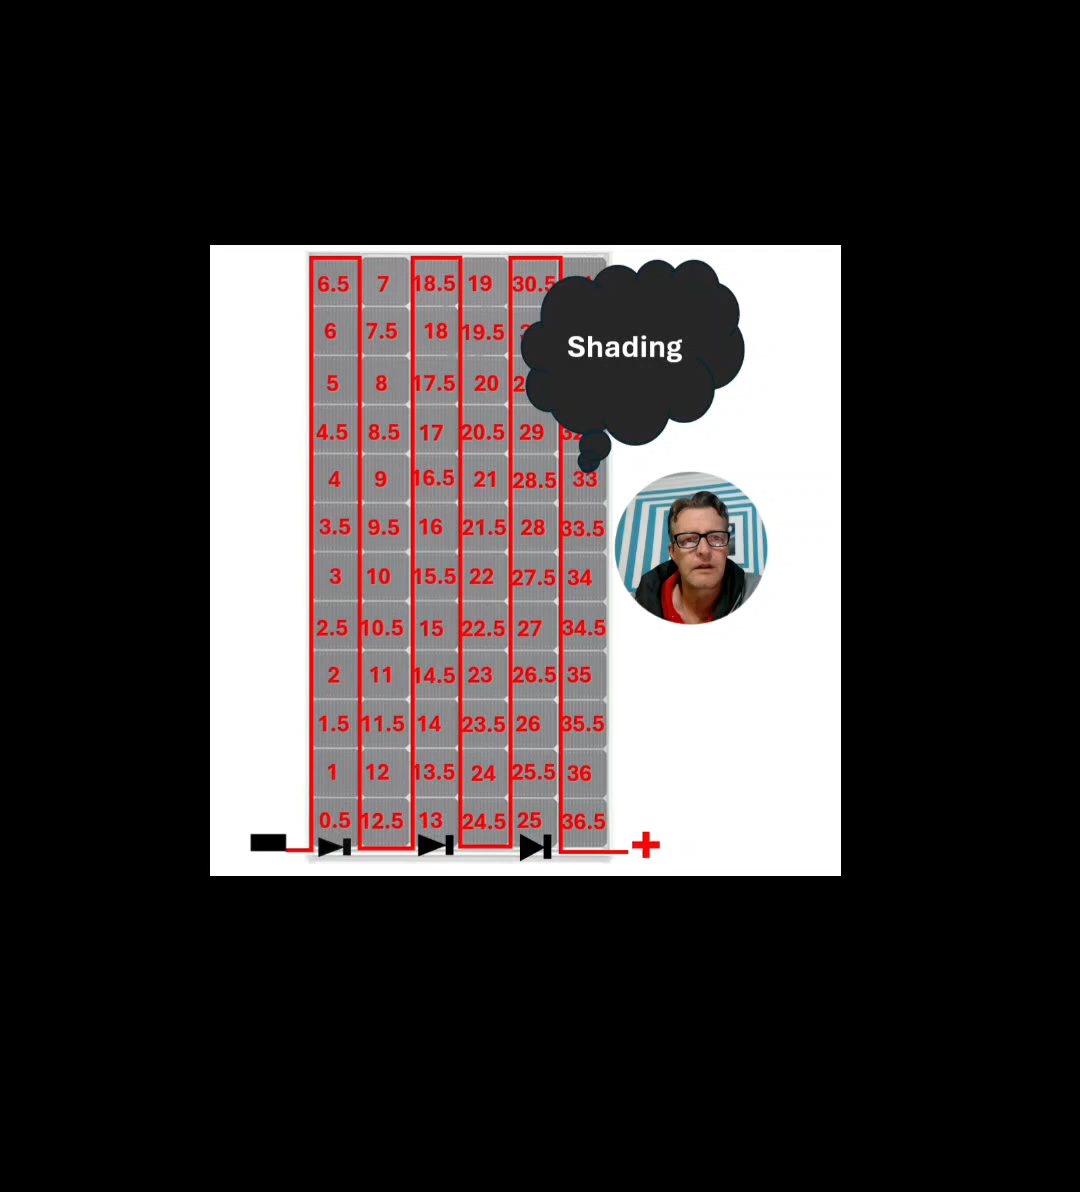 6.5 7 18.5 19 30.5
6 7.5 18 19.5
5 8 17.5 20
4.5 8.5 17 20.5 29
4 9 16.5 21 28.5 33
3.5 9.5 16 21.5 28 33.5
3 10 15.5 22 27.5 34
2.5 10.5 15 22.5 27 34.5
2 11 14.5 23 26.5 35
1.5 11.5 14 23.5 26 35.5
1 12 13.5 24 25.5 36
0.5 12.5 13 24.5 25 36.5
Shading